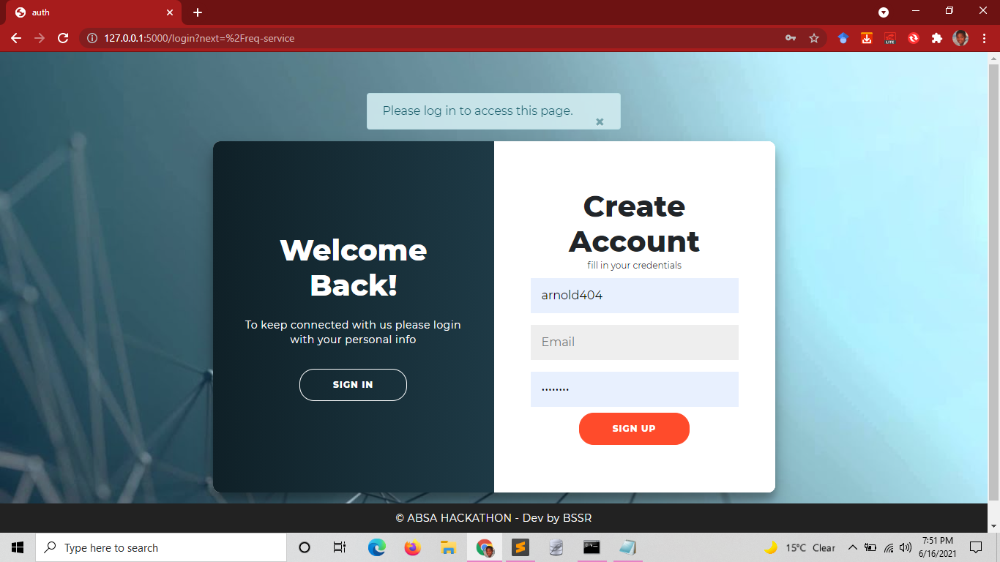 auth
127.0.0.1:5000/login?next=%2Freq-service
LITE
Please log in to access this page.
Welcome
Back!
To keep connected with us please login
with your personal info
SIGN IN
Create
Account
fill in your credentials
arnold404
Email
SIGN UP
© ABSA HACKATHON - Dev by BSSR
Type here to search
15°C Clear
7:51 PM
6/16/2021